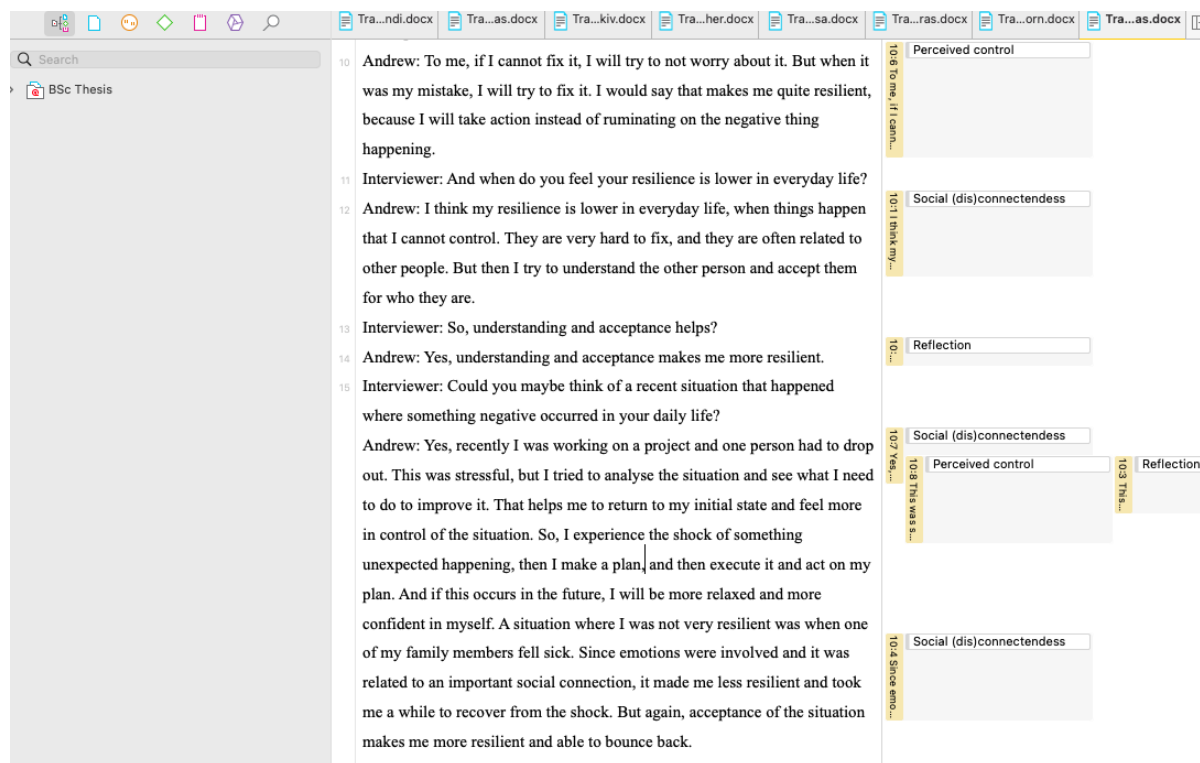 Tra...ndi.docx
Tra...as.docx
Tra...kiv.docx
Tra...her.docx
Tra...sa.docx
Tra...ras.docx
Tra...orn.docx
Tra...as.docx
Search
BSc Thesis
10 Andrew: To me, if I cannot fix it, I will try to not worry about it. But when it
was my mistake, I will try to fix it. I would say that makes me quite resilient,
because I will take action instead of ruminating on the negative thing
happening.
11 Interviewer: And when do you feel your resilience is lower in everyday life?
12 Andrew: I think my resilience is lower in everyday life, when things happen
that I cannot control. They are very hard to fix, and they are often related to
other people. But then I try to understand the other person and accept them
for who they are.
13 Interviewer: So, understanding and acceptance helps?
14 Andrew: Yes, understanding and acceptance makes me more resilient.
15 Interviewer: Could you maybe think of a recent situation that happened
where something negative occurred in your daily life?
Andrew: Yes, recently I was working on a project and one person had to drop
out. This was stressful, but I tried to analyse the situation and see what I need
to do to improve it. That helps me to return to my initial state and feel more
in control of the situation. So, I experience the shock of something
unexpected happening, then I make a plan, and then execute it and act on my
plan. And if this occurs in the future, I will be more relaxed and more
confident in myself. A situation where I was not very resilient was when one
of my family members fell sick. Since emotions were involved and it was
related to an important social connection, it made me less resilient and took
me a while to recover from the shock. But again, acceptance of the situation
makes me more resilient and able to bounce back.
10:6 To me, if I cann...
Perceived control
10:1 I think my...
Social (dis)connectendess
10:...
Reflection
10:7 Yes,...
Social (dis)connectendess
10:8 This was s...
Perceived control
10:3 This...
Reflection
10:4 Since emo...
Social (dis)connectendess